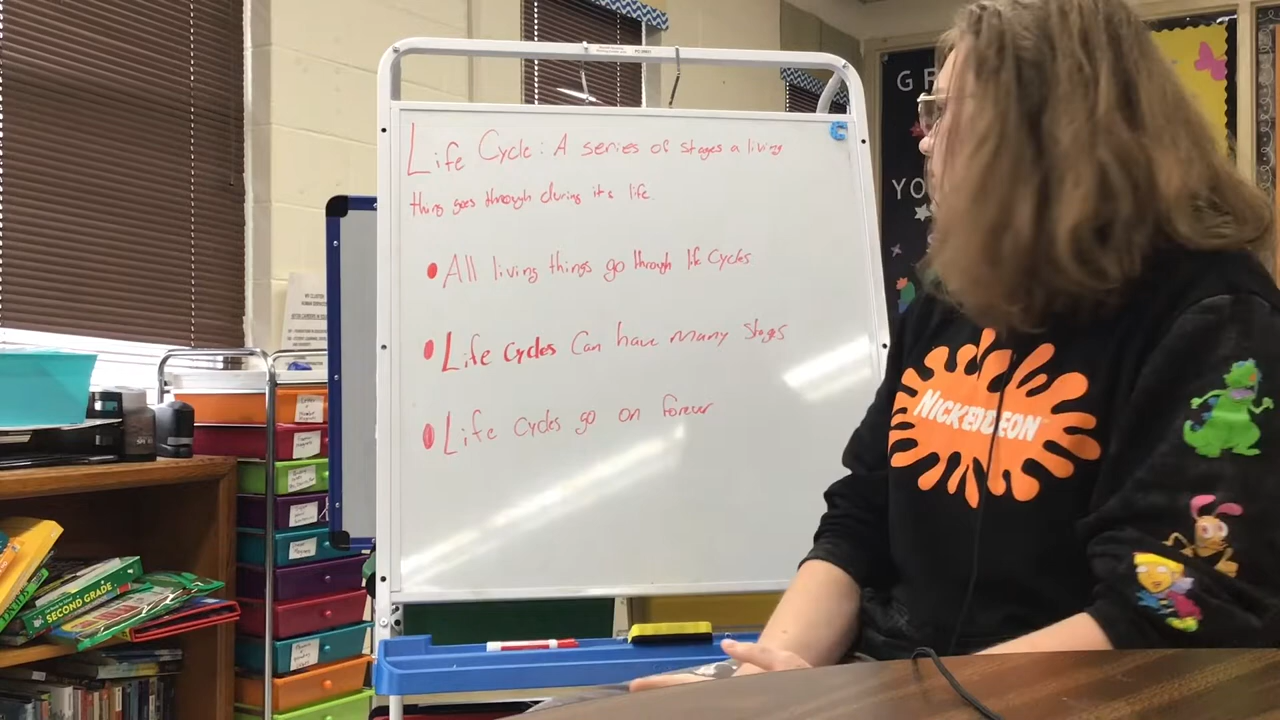 Life Cycle: A series of stages a living
thing goes through during its life.
• All living things go through life cycles
• Life Cycles Can have many stages
• Life Cycles go on forever
NICKELODEON
SECOND GRADE
G
YO